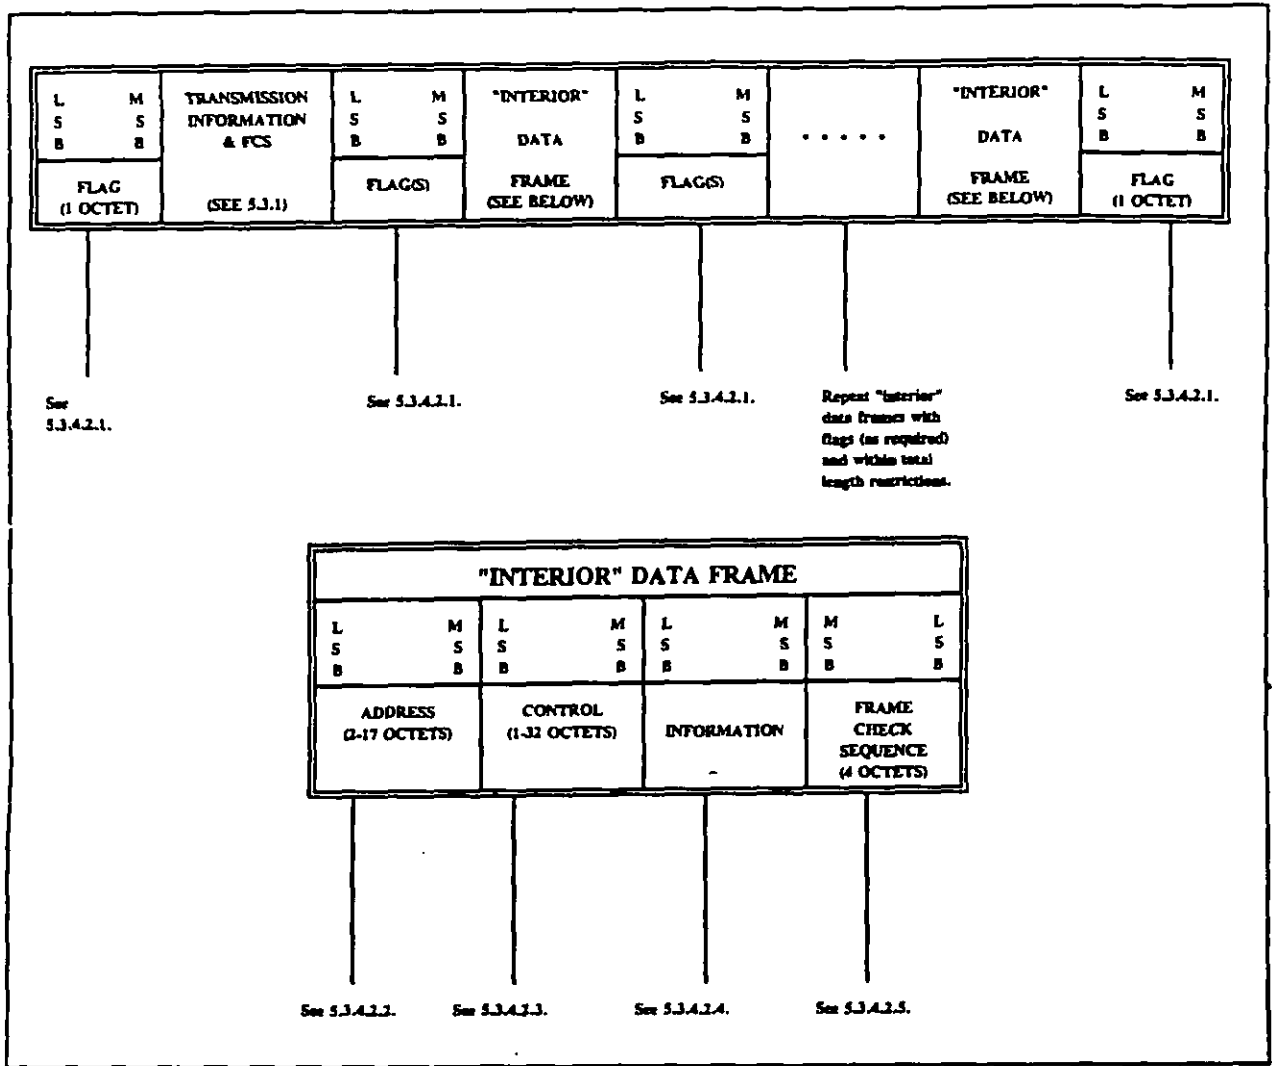 L M
S S
B B
FLAG
(1 OCTET)
TRANSMISSION
INFORMATION
& FCS
(SEE 5.3.1)
L M
S S
B B
FLAG(S)
"INTERIOR"
DATA
FRAME
(SEE BELOW)
L M
S S
B B
FLAG(S)
. . . . .
"INTERIOR"
DATA
FRAME
(SEE BELOW)
L M
S S
B B
FLAG
(1 OCTET)
See
5.3.4.2.1.
See 5.3.4.2.1.
See 5.3.4.2.1.
Repeat "interior"
data frames with
flags (as required)
and within total
length restrictions.
See 5.3.4.2.1.
"INTERIOR" DATA FRAME
L M
S S
B B
ADDRESS
(2-17 OCTETS)
L M
S S
B B
CONTROL
(1-32 OCTETS)
L M
S S
B B
INFORMATION
M L
S S
B B
FRAME
CHECK
SEQUENCE
(4 OCTETS)
See 5.3.4.2.2.
See 5.3.4.2.3.
See 5.3.4.2.4.
See 5.3.4.2.5.